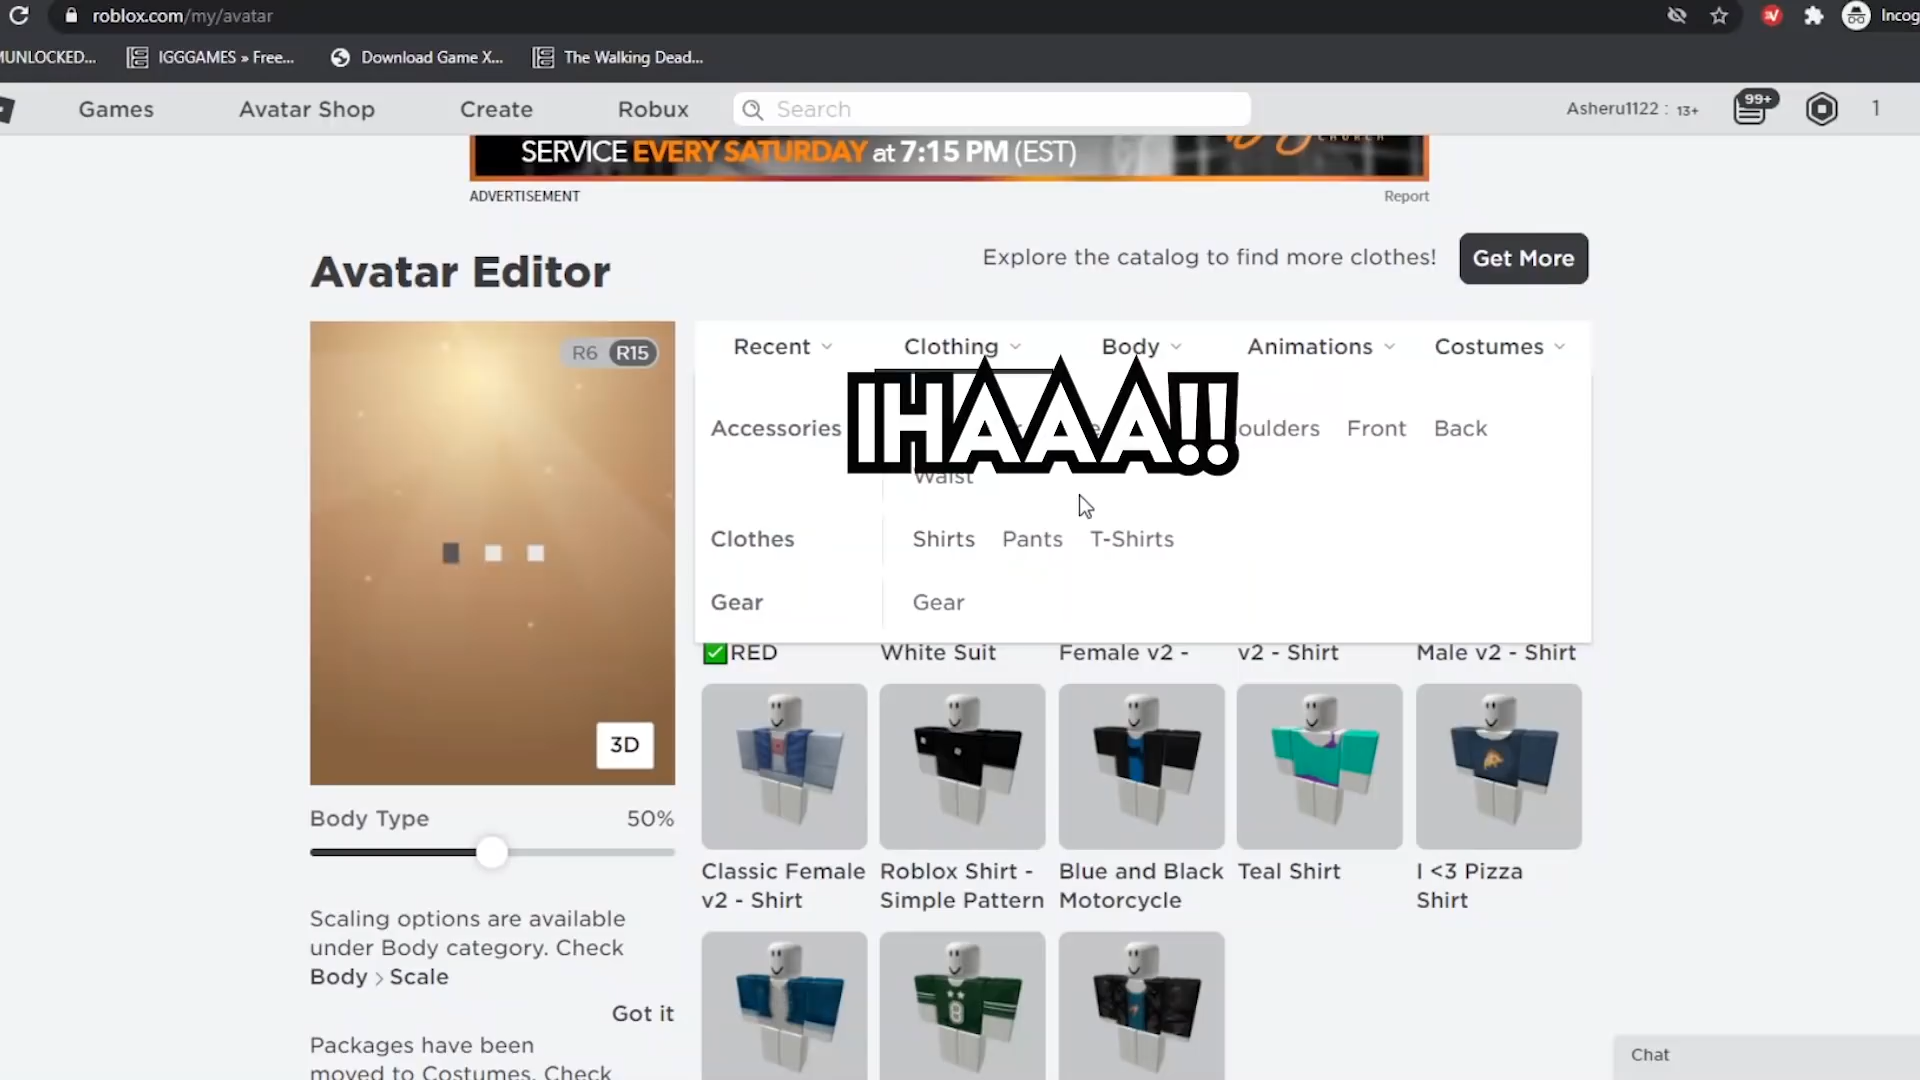 roblox.com/my/avatar
Incog
MUNLOCKED... IGGGAMES » Free... Download Game X... The Walking Dead...
Games Avatar Shop Create Robux Search Asheru1122 : 13+ 99+ 1
SERVICE EVERY SATURDAY at 7:15 PM (EST) CHURCH
ADVERTISEMENT Report
Avatar Editor
Explore the catalog to find more clothes! Get More
R6 R15
Recent Clothing Body Animations Costumes
IHAAA!!
Accessories oulders Front Back
Waist
Clothes Shirts Pants T-Shirts
Gear Gear
RED White Suit Female v2 - v2 - Shirt Male v2 - Shirt
3D
Body Type 50%
Classic Female Roblox Shirt - Blue and Black Teal Shirt I <3 Pizza
v2 - Shirt Simple Pattern Motorcycle Shirt
Scaling options are available
under Body category. Check
Body > Scale
Got it
Packages have been
moved to Costumes. Check
8
Chat